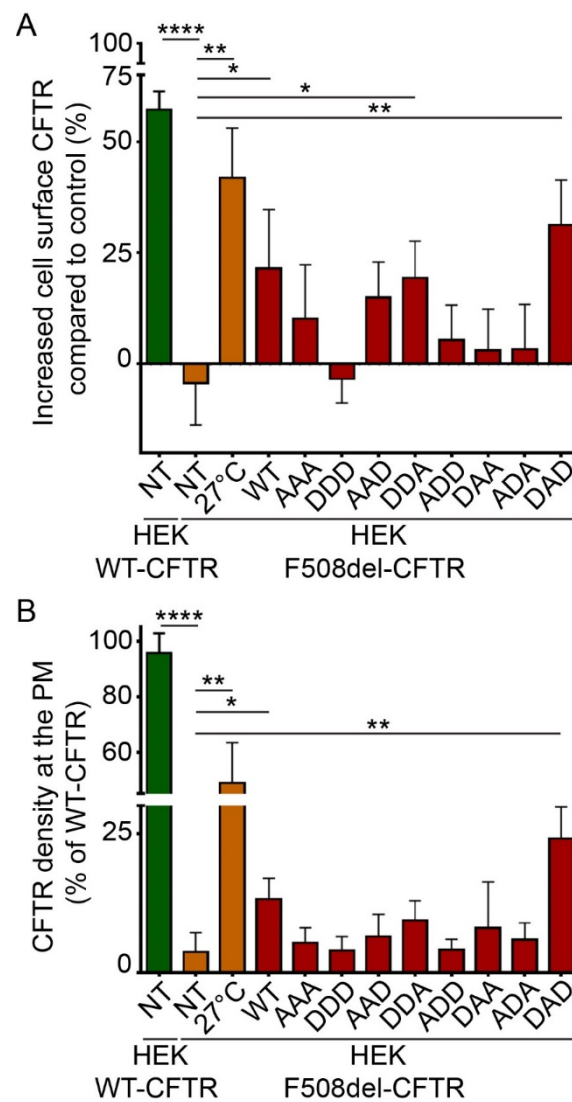 A
Increased cell surface CFTR
compared to control (%)
100
75
50
25
0
****
**
*
*
**
NT
NT
27°C
WT
AAA
DDD
AAD
DDA
ADD
DAA
ADA
DAD
HEK
WT-CFTR
HEK
F508del-CFTR
B
CFTR density at the PM
(% of WT-CFTR)
100
80
60
25
0
****
**
*
**
NT
NT
27°C
WT
AAA
DDD
AAD
DDA
ADD
DAA
ADA
DAD
HEK
WT-CFTR
HEK
F508del-CFTR